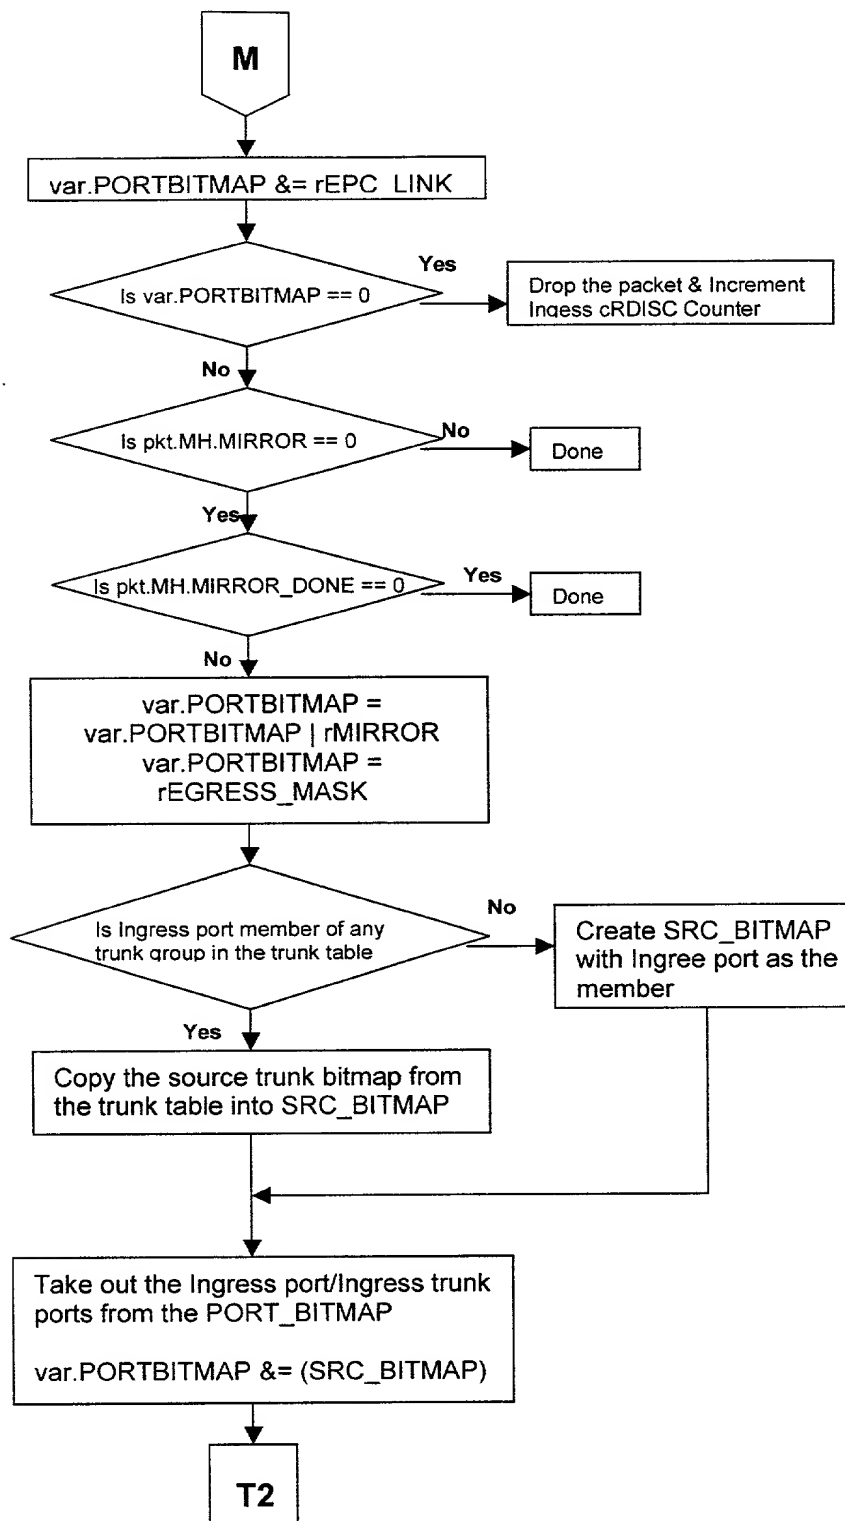 M
var.PORTBITMAP &= rEPC_LINK
Is var.PORTBITMAP == 0
Yes
Drop the packet & Increment
Ingess cRDISC Counter
No
Is pkt.MH.MIRROR == 0
No
Done
Yes
Is pkt.MH.MIRROR_DONE == 0
Yes
Done
No
var.PORTBITMAP =
var.PORTBITMAP | rMIRROR
var.PORTBITMAP =
rEGRESS_MASK
Is Ingress port member of any
trunk group in the trunk table
No
Create SRC_BITMAP
with Ingree port as the
member
Yes
Copy the source trunk bitmap from
the trunk table into SRC_BITMAP
Take out the Ingress port/Ingress trunk
ports from the PORT_BITMAP
var.PORTBITMAP &= (SRC_BITMAP)
T2